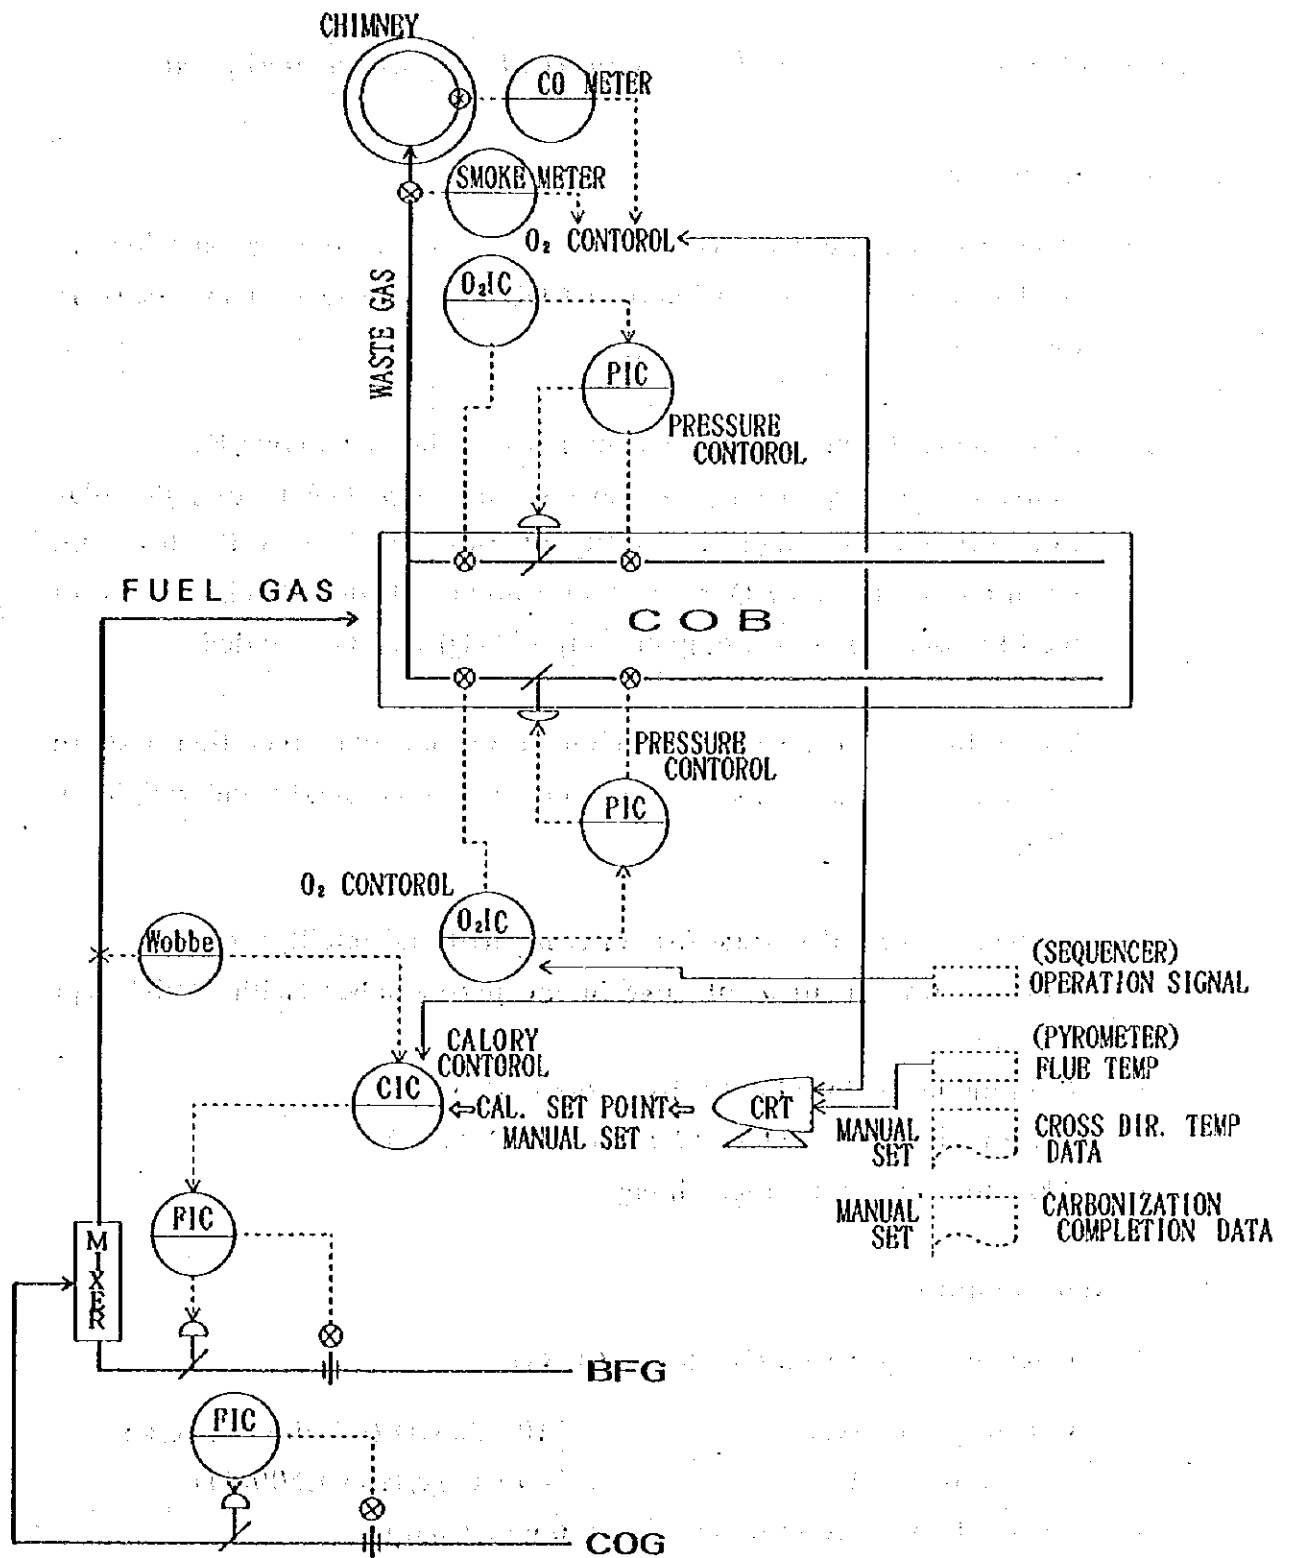 CHIMNEY
CO METER
SMOKE METER
O₂ CONTOROL
O₂IC
WASTE GAS
PIC
PRESSURE
CONTOROL
FUEL GAS
COB
PRESSURE
CONTOROL
PIC
O₂ CONTOROL
O₂IC
Wobbe
(SEQUENCER)
OPERATION SIGNAL
CALORY
CONTOROL
(PYROMETER)
FLUE TEMP
CIC
CAL. SET POINT
MANUAL SET
CRT
MANUAL
SET
CROSS DIR. TEMP
DATA
MANUAL
SET
CARBONIZATION
COMPLETION DATA
FIC
MIXER
BFG
FIC
COG